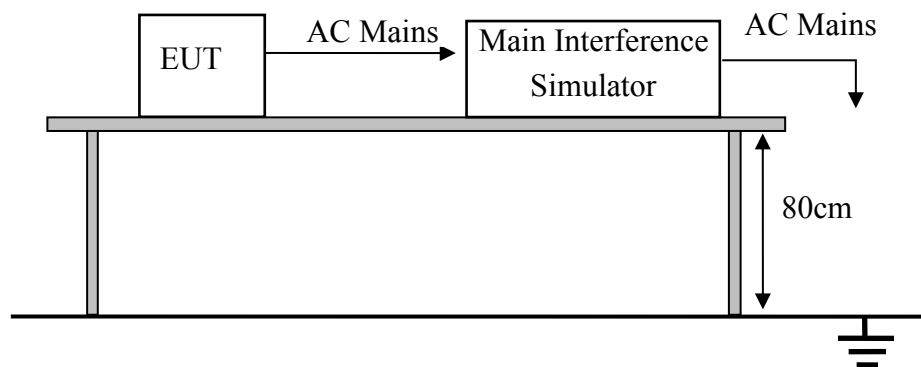 EUT
AC Mains
Main Interference
Simulator
AC Mains
80cm